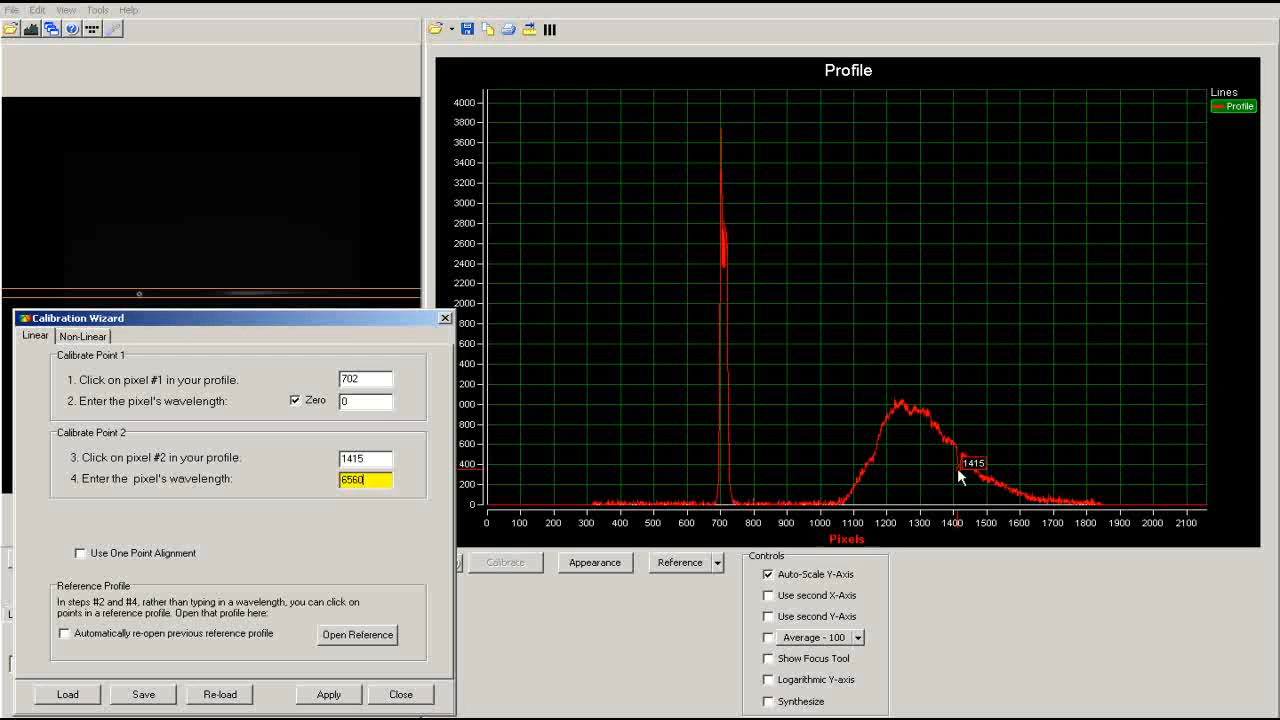 File Edit View Tools Help
Profile
Lines
Profile
4000
3800
3600
3400
3200
3000
2800
2600
2400
2200
2000
800
600
400
200
000
800
600
400
200
0
1415
0 100 200 300 400 500 600 700 800 900 1000 1100 1200 1300 1400 1500 1600 1700 1800 1900 2000 2100
Pixels
Calibration Wizard
Linear Non-Linear
Calibrate Point 1
1. Click on pixel #1 in your profile. 702
2. Enter the pixel's wavelength: Zero 0
Calibrate Point 2
3. Click on pixel #2 in your profile. 1415
4. Enter the pixel's wavelength: 6560
Use One Point Alignment
Reference Profile
In steps #2 and #4, rather than typing in a wavelength, you can click on
points in a reference profile. Open that profile here:
Automatically re-open previous reference profile Open Reference
Load Save Re-load Apply Close
Calibrate Appearance Reference
Controls
Auto-Scale Y-Axis
Use second X-Axis
Use second Y-Axis
Average - 100
Show Focus Tool
Logarithmic Y-axis
Synthesize